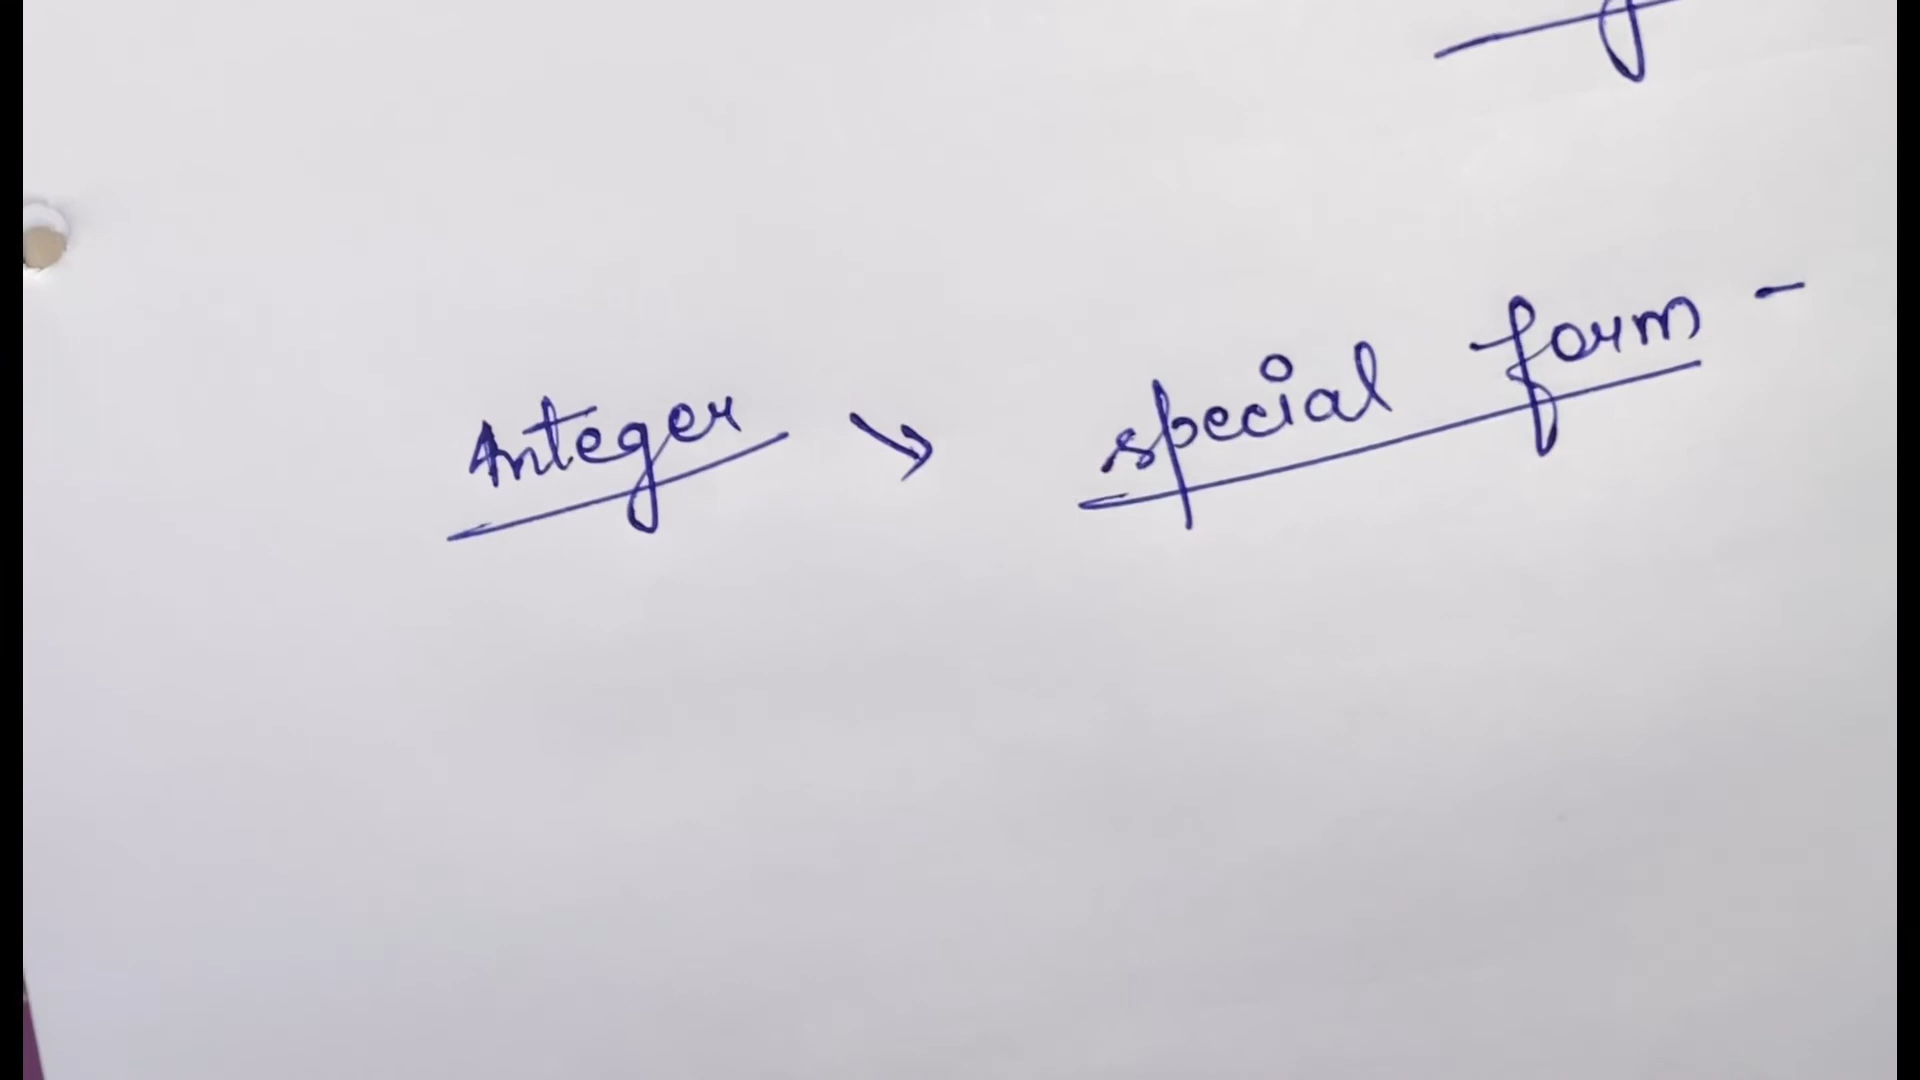 Integer → special form -